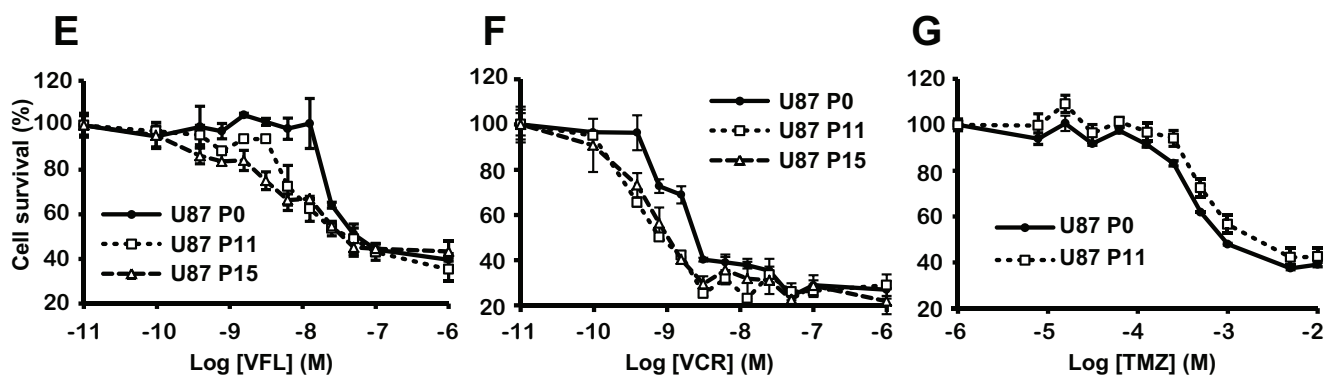 E
F
G
Cell survival (%)
120
100
80
60
40
20
U87 P0
U87 P11
U87 P15
-11 -10 -9 -8 -7 -6
Log [VFL] (M)
120
100
80
60
40
20
U87 P0
U87 P11
U87 P15
-11 -10 -9 -8 -7 -6
Log [VCR] (M)
120
100
80
60
40
20
U87 P0
U87 P11
-6 -5 -4 -3 -2
Log [TMZ] (M)